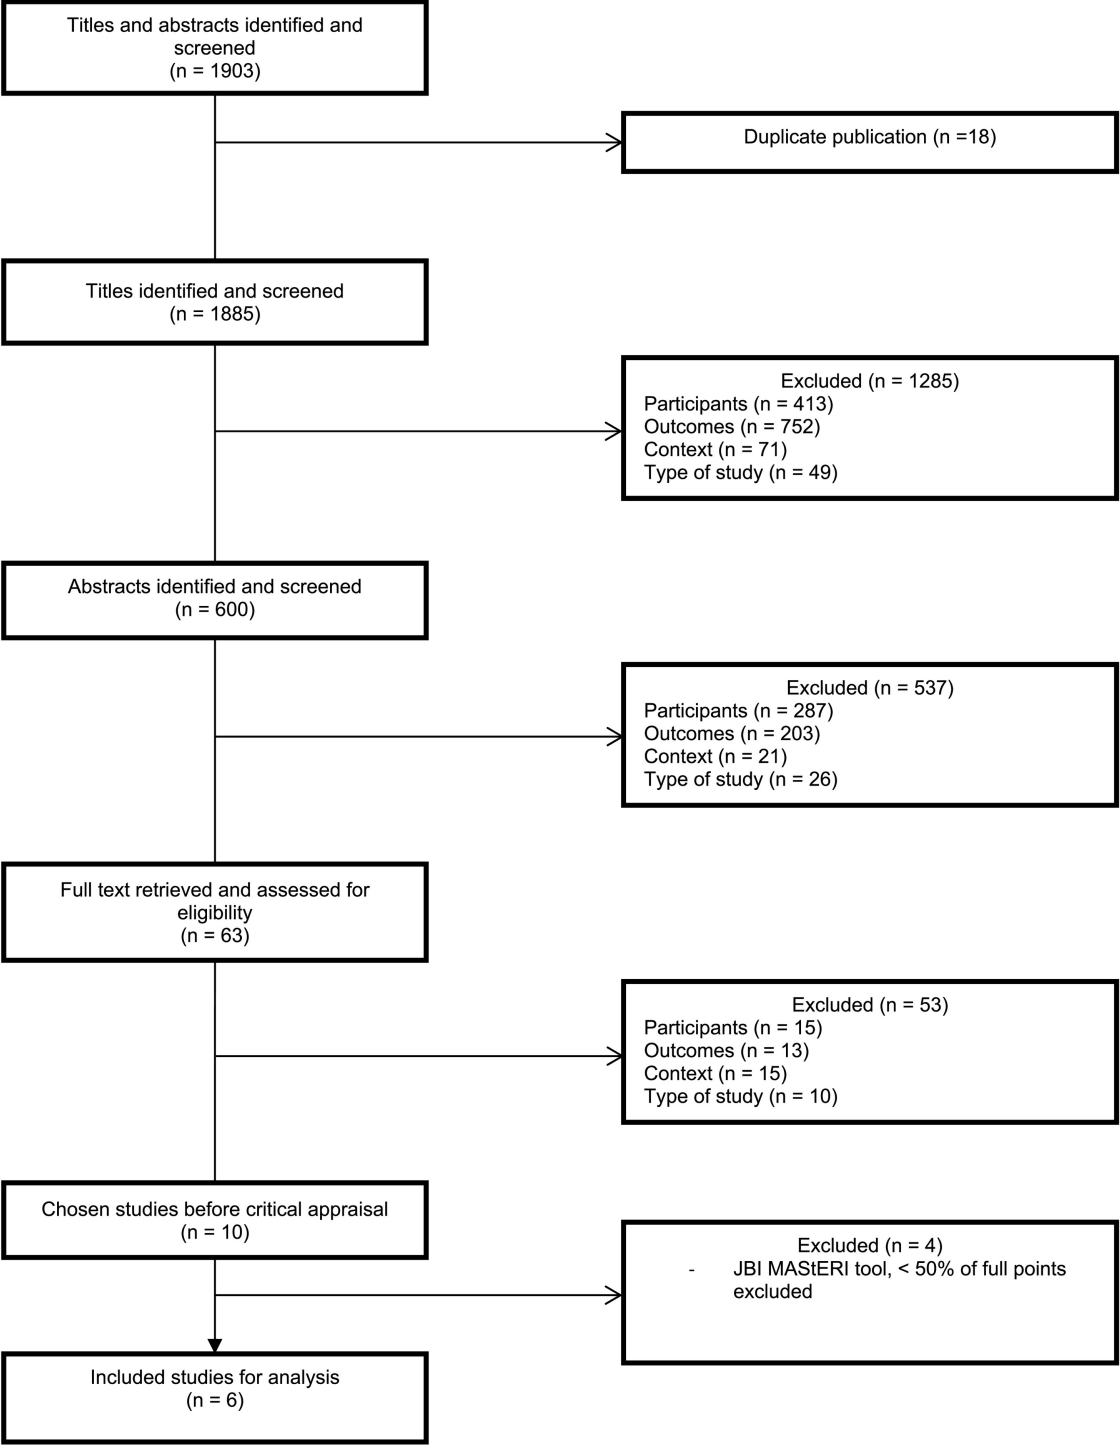 Titles and abstracts identified and
screened
(n = 1903)
Duplicate publication (n =18)
Titles identified and screened
(n = 1885)
Excluded (n = 1285)
Participants (n = 413)
Outcomes (n = 752)
Context (n = 71)
Type of study (n = 49)
Abstracts identified and screened
(n = 600)
Excluded (n = 537)
Participants (n = 287)
Outcomes (n = 203)
Context (n = 21)
Type of study (n = 26)
Full text retrieved and assessed for
eligibility
(n = 63)
Excluded (n = 53)
Participants (n = 15)
Outcomes (n = 13)
Context (n = 15)
Type of study (n = 10)
Chosen studies before critical appraisal
(n = 10)
Excluded (n = 4)
- JBI MAStERI tool, < 50% of full points
excluded
Included studies for analysis
(n = 6)